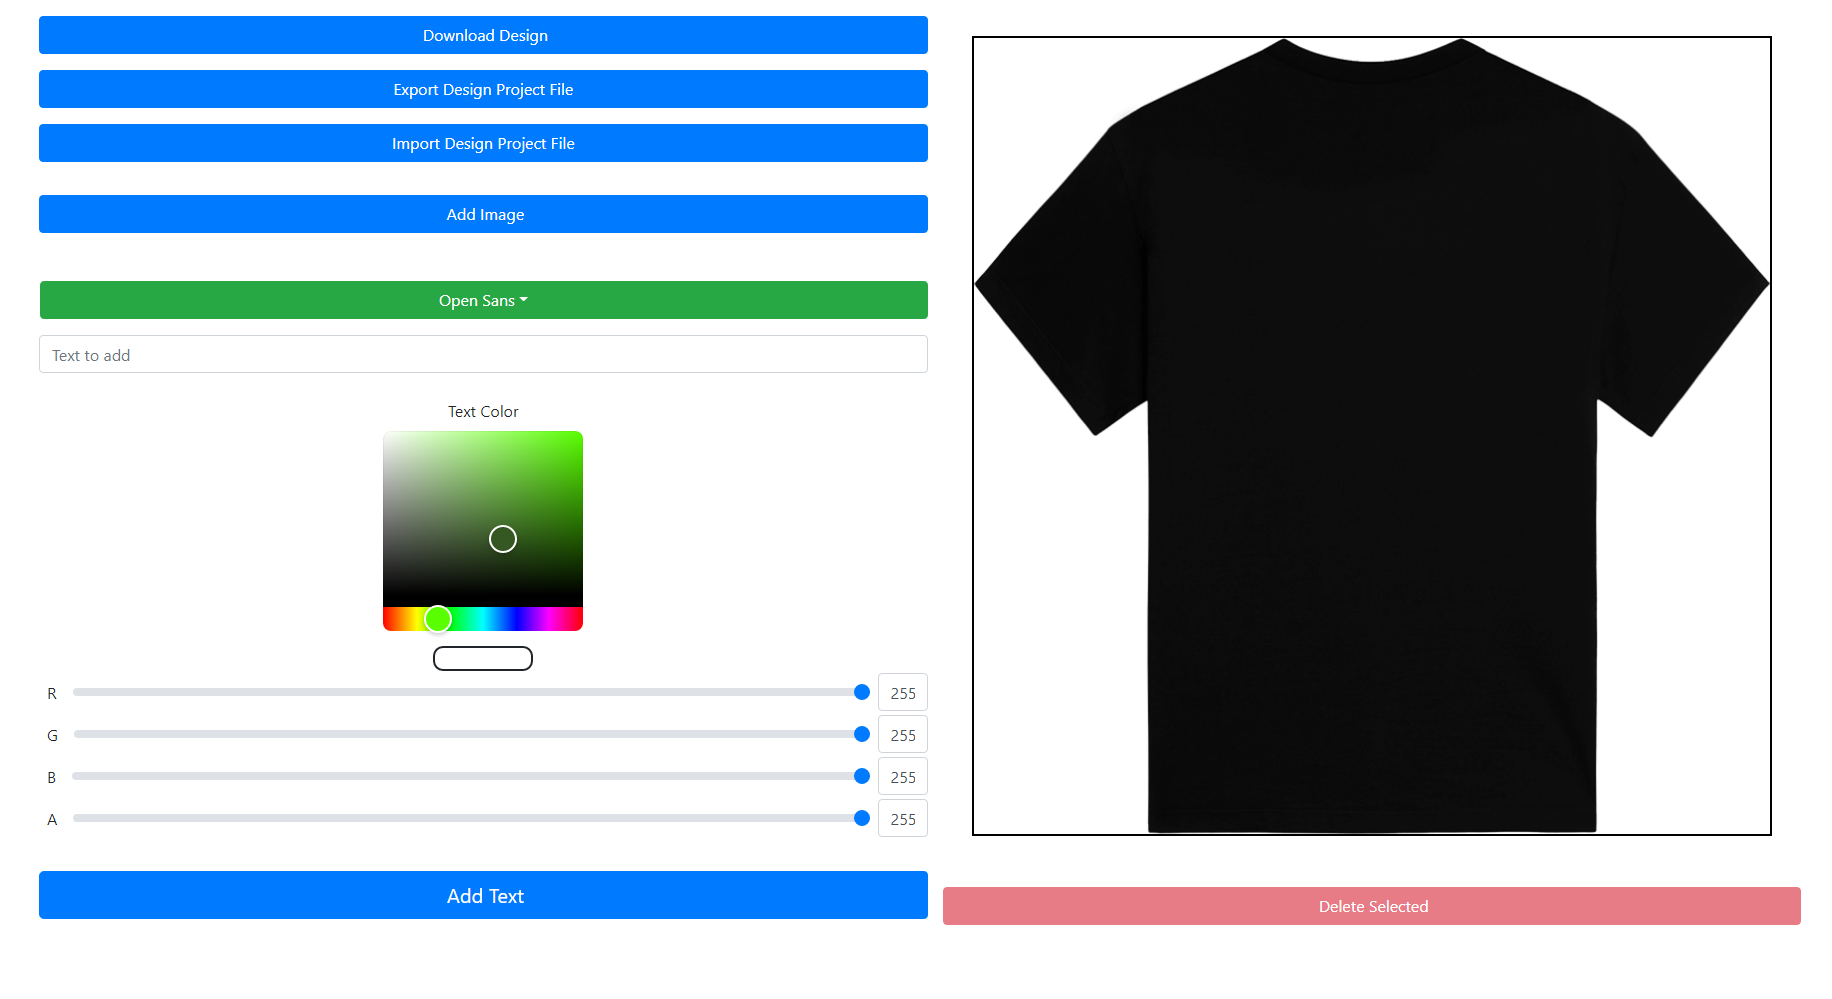 Download Design
Export Design Project File
Import Design Project File
Add Image
Open Sans
Text to add
Text Color
R 255
G 255
B 255
A 255
Add Text
Delete Selected